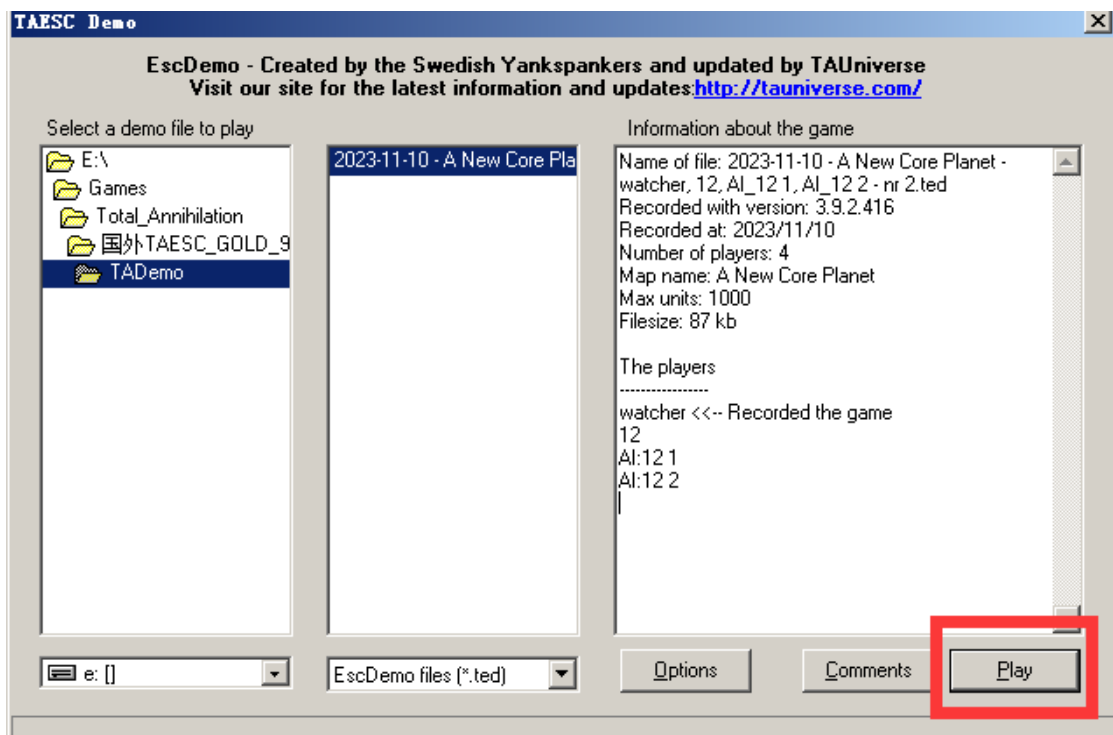 TAESC Demo
EscDemo - Created by the Swedish Yankspankers and updated by TAUniverse
Visit our site for the latest information and updates:http://tauniverse.com/
Select a demo file to play
E:\
Games
Total_Annihilation
国外TAESC_GOLD_9
TADemo
e: []
2023-11-10 - A New Core Pla
EscDemo files (*.ted)
Information about the game
Name of file: 2023-11-10 - A New Core Planet -
watcher, 12, AI_12 1, AI_12 2 - nr 2.ted
Recorded with version: 3.9.2.416
Recorded at: 2023/11/10
Number of players: 4
Map name: A New Core Planet
Max units: 1000
Filesize: 87 kb
The players
-----------------
watcher <<-- Recorded the game
12
AI:12 1
AI:12 2
Options
Comments
Play